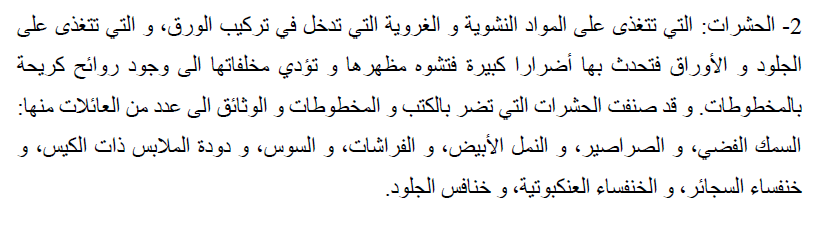 2- الحشرات: التي تتغذى على المواد النشوية و الغروية التي تدخل في تركيب الورق، و التي تتغذى على
الجلود و الأوراق فتحدث بها أضرارا كبيرة فتشوه مظهرها و تؤدي مخلفاتها الى وجود روائح كريحة
بالمخطوطات. و قد صنفت الحشرات التي تضر بالكتب و المخطوطات و الوثائق الى عدد من العائلات منها:
السمك الفضي، و الصراصير، و النمل الأبيض، و الفراشات، و السوس، و دودة الملابس ذات الكيس، و
خنفساء السجائر، و الخنفساء العنكبوتية، و خنافس الجلود.